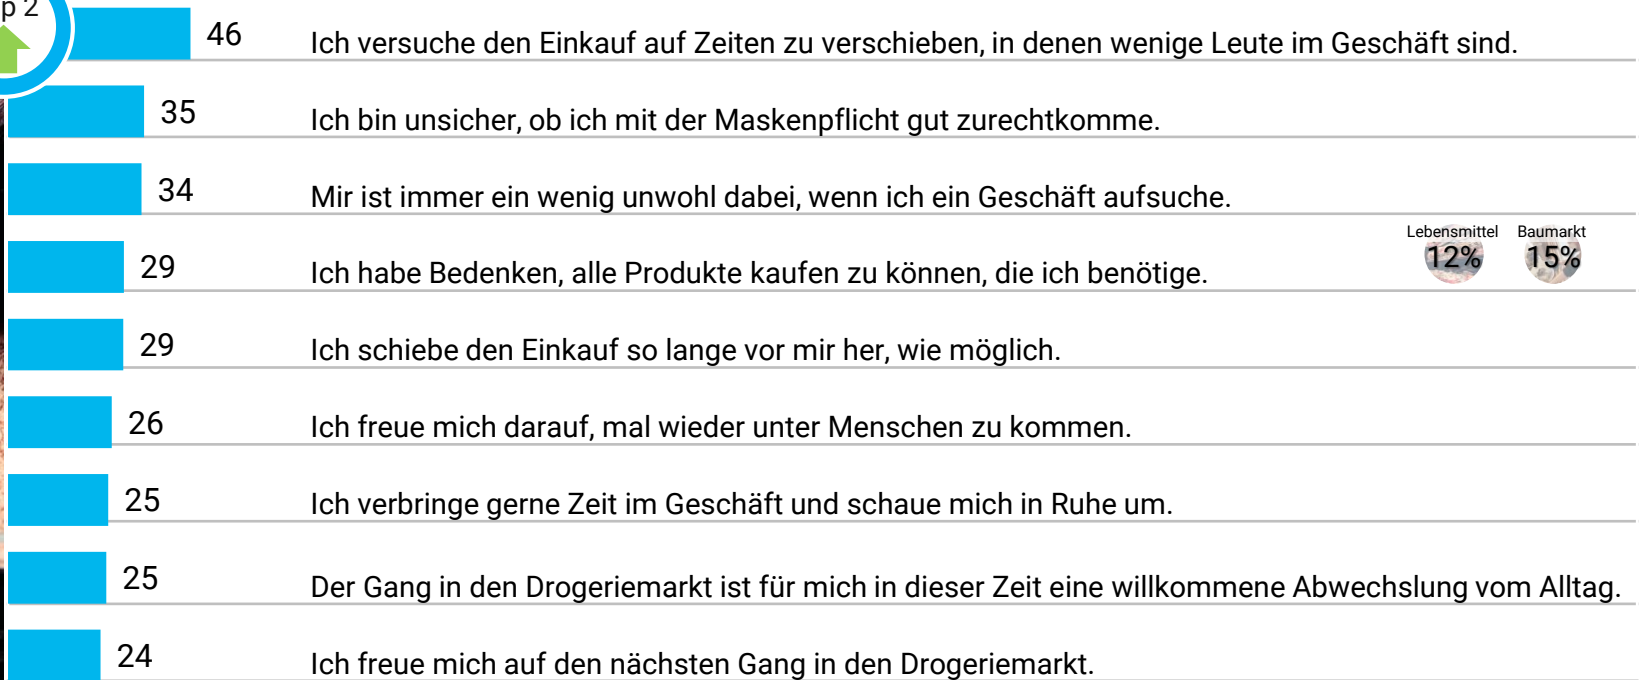 p 2
46 Ich versuche den Einkauf auf Zeiten zu verschieben, in denen wenige Leute im Geschäft sind.
35 Ich bin unsicher, ob ich mit der Maskenpflicht gut zurechtkomme.
34 Mir ist immer ein wenig unwohl dabei, wenn ich ein Geschäft aufsuche.
Lebensmittel Baumarkt
29 Ich habe Bedenken, alle Produkte kaufen zu können, die ich benötige. 12% 15%
29 Ich schiebe den Einkauf so lange vor mir her, wie möglich.
26 Ich freue mich darauf, mal wieder unter Menschen zu kommen.
25 Ich verbringe gerne Zeit im Geschäft und schaue mich in Ruhe um.
25 Der Gang in den Drogeriemarkt ist für mich in dieser Zeit eine willkommene Abwechslung vom Alltag.
24 Ich freue mich auf den nächsten Gang in den Drogeriemarkt.